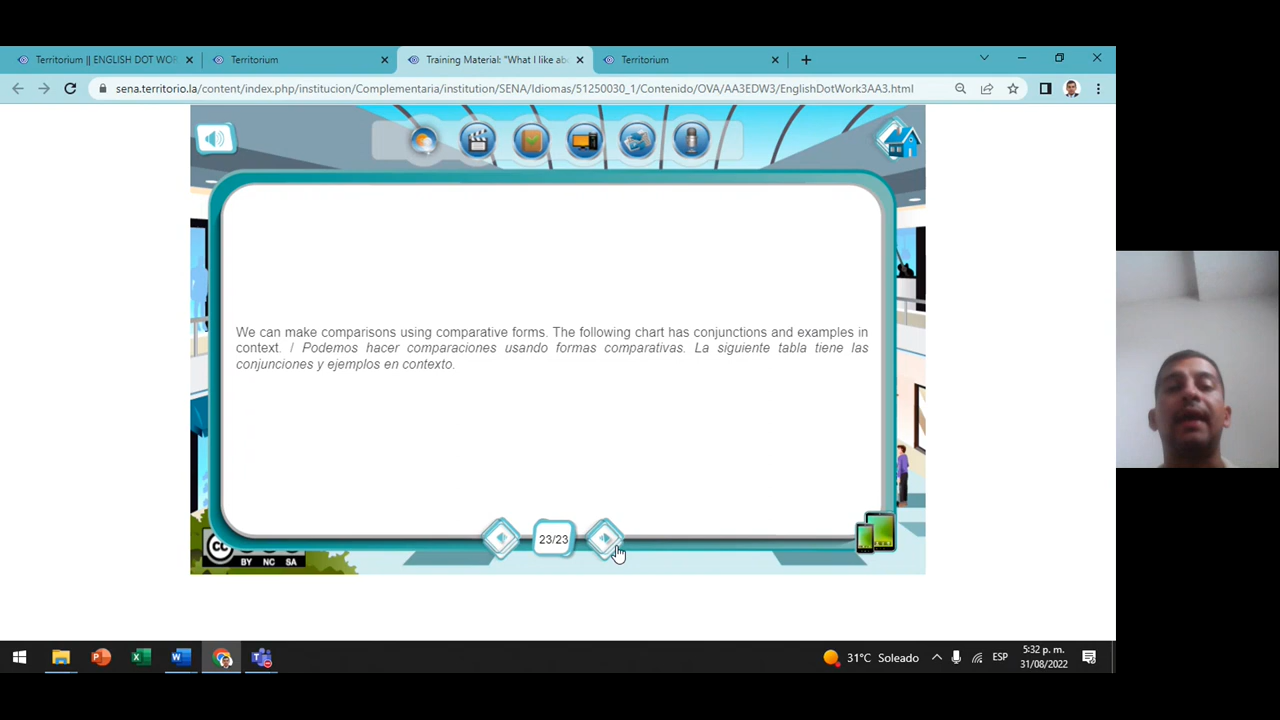 Territorium || ENGLISH DOT WOR
Territorium
Training Material: "What I like abo
Territorium
sena.territorio.la/content/index.php/institucion/Complementaria/institution/SENA/Idiomas/51250030_1/Contenido/OVA/AA3EDW3/EnglishDotWork3AA3.html
We can make comparisons using comparative forms. The following chart has conjunctions and examples in
context. / Podemos hacer comparaciones usando formas comparativas. La siguiente tabla tiene las
conjunciones y ejemplos en contexto.
23/23
CC
BY NC SA
31°C Soleado
ESP
5:32 p. m.
31/08/2022